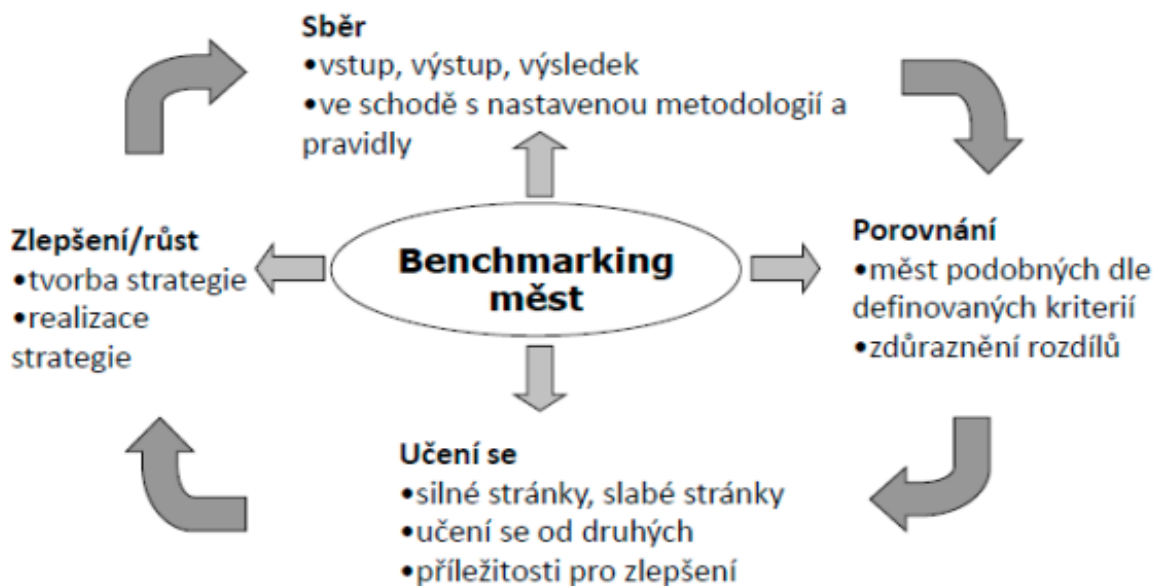 Sběr
•vstup, výstup, výsledek
•ve schodě s nastavenou metodologií a
pravidly
Zlepšení/růst
•tvorba strategie
•realizace
strategie
Benchmarking
měst
Porovnání
•měst podobných dle
definovaných kriterií
•zdůraznění rozdílů
Učení se
•silné stránky, slabé stránky
•učení se od druhých
•příležitosti pro zlepšení